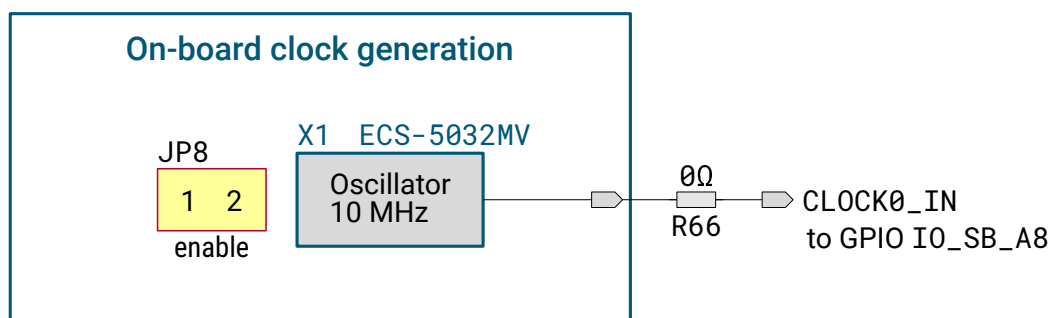 On-board clock generation
X1 ECS-5032MV
JP8
1 2
enable
Oscillator
10 MHz
0Ω
R66
CLOCK0_IN
to GPIO IO_SB_A8